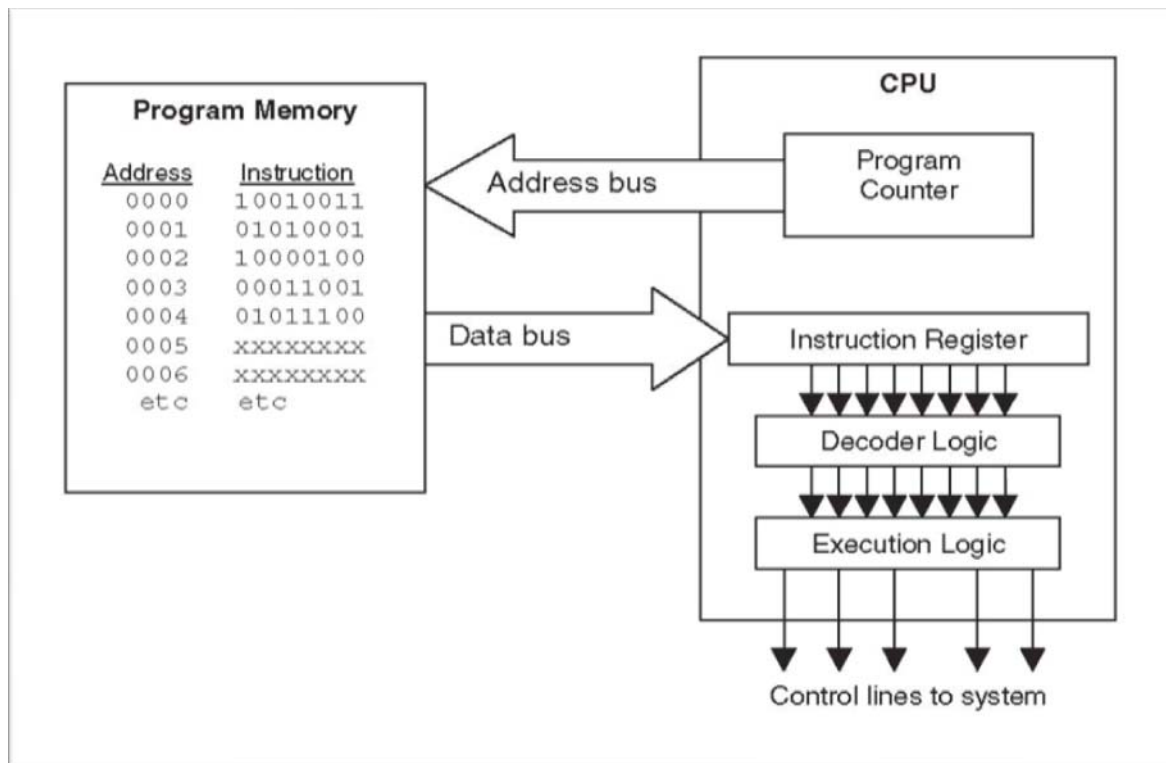 Program Memory
Address Instruction
0000 10010011
0001 01010001
0002 10000100
0003 00011001
0004 01011100
0005 xxxxxxxx
0006 xxxxxxxx
etc etc
Address bus
Data bus
CPU
Program
Counter
Instruction Register
Decoder Logic
Execution Logic
Control lines to system